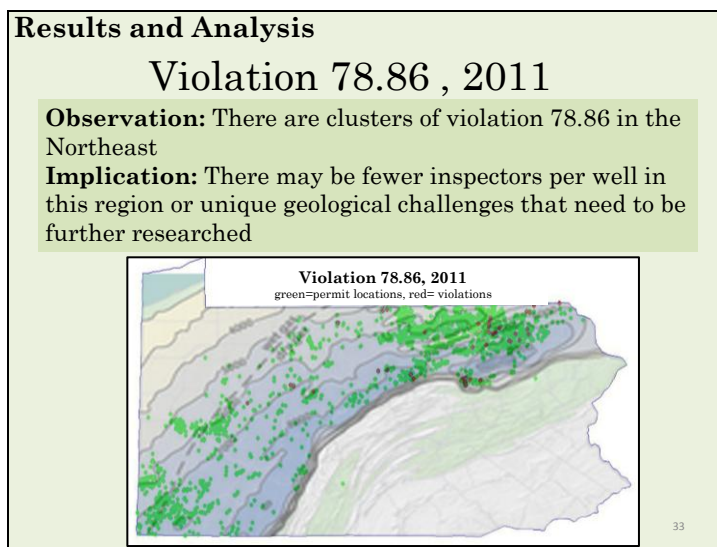 Results and Analysis
Violation 78.86 , 2011
Observation: There are clusters of violation 78.86 in the
Northeast
Implication: There may be fewer inspectors per well in
this region or unique geological challenges that need to be
further researched
Violation 78.86, 2011
green=permit locations, red= violations
33